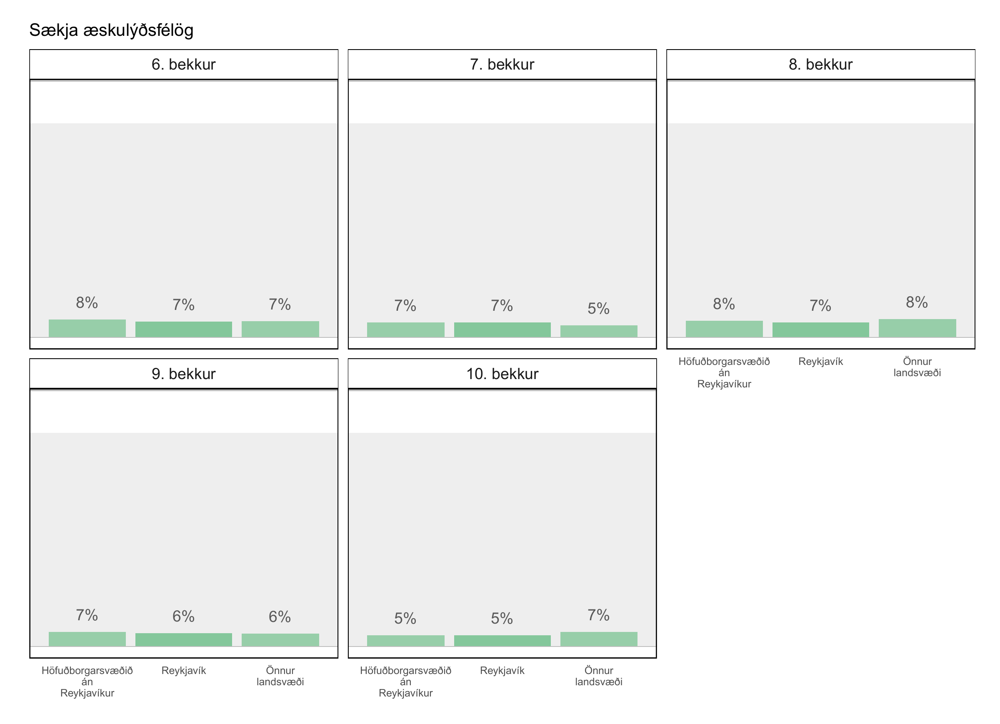 Sækja æskulýðsfélög
6. bekkur
7. bekkur
8. bekkur
8%
7%
7%
7%
7%
5%
8%
7%
8%
Höfuðborgarsvæðið
án
Reykjavíkur
Reykjavík
Önnur
landsvæði
9. bekkur
10. bekkur
7%
6%
6%
5%
5%
7%
Höfuðborgarsvæðið
án
Reykjavíkur
Reykjavík
Önnur
landsvæði
Höfuðborgarsvæðið
án
Reykjavíkur
Reykjavík
Önnur
landsvæði